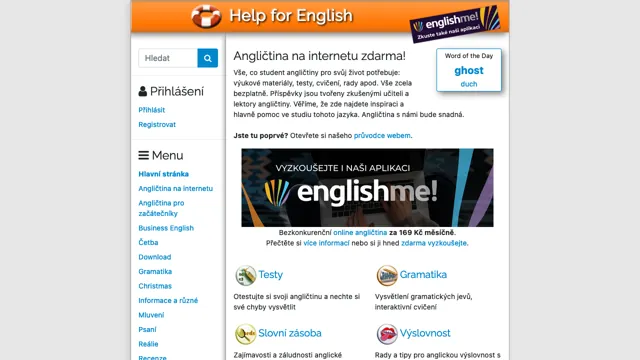 Help for English
englishme!
Zkuste také naši aplikaci
Hledat
Přihlášení
Přihlásit
Registrovat
Menu
Hlavní stránka
Angličtina na internetu
Angličtina pro
začátečníky
Business English
Četba
Download
Gramatika
Christmas
Informace a různé
Mluvení
Psaní
Reálie
Recenze
Angličtina na internetu zdarma!
Vše, co student angličtiny pro svůj život potřebuje:
výukové materiály, testy, cvičení, rady apod. Vše zcela
bezplatně. Příspěvky jsou tvořeny zkušenými učiteli a
lektory angličtiny. Věříme, že zde najdete inspiraci a
hlavně pomoc ve studiu tohoto jazyka. Angličtina s námi bude snadná.
Word of the Day
ghost
duch
Jste tu poprvé? Otevřete si našeho průvodce webem.
VYZKOUŠEJTE I NAŠI APLIKACI
englishme!
Bezkonkurenční online angličtina za 169 Kč měsíčně.
Přečtěte si více informací nebo si ji hned zdarma vyzkoušejte.
Testy
Otestujte si svoji angličtinu a nechte si
své chyby vysvětlit
Gramatika
Vysvětlení gramatických jevů,
interaktivní cvičení
Slovní zásoba
Zajímavosti a záludnosti anglické
Výslovnost
Rady a tipy pro anglickou výslovnost s